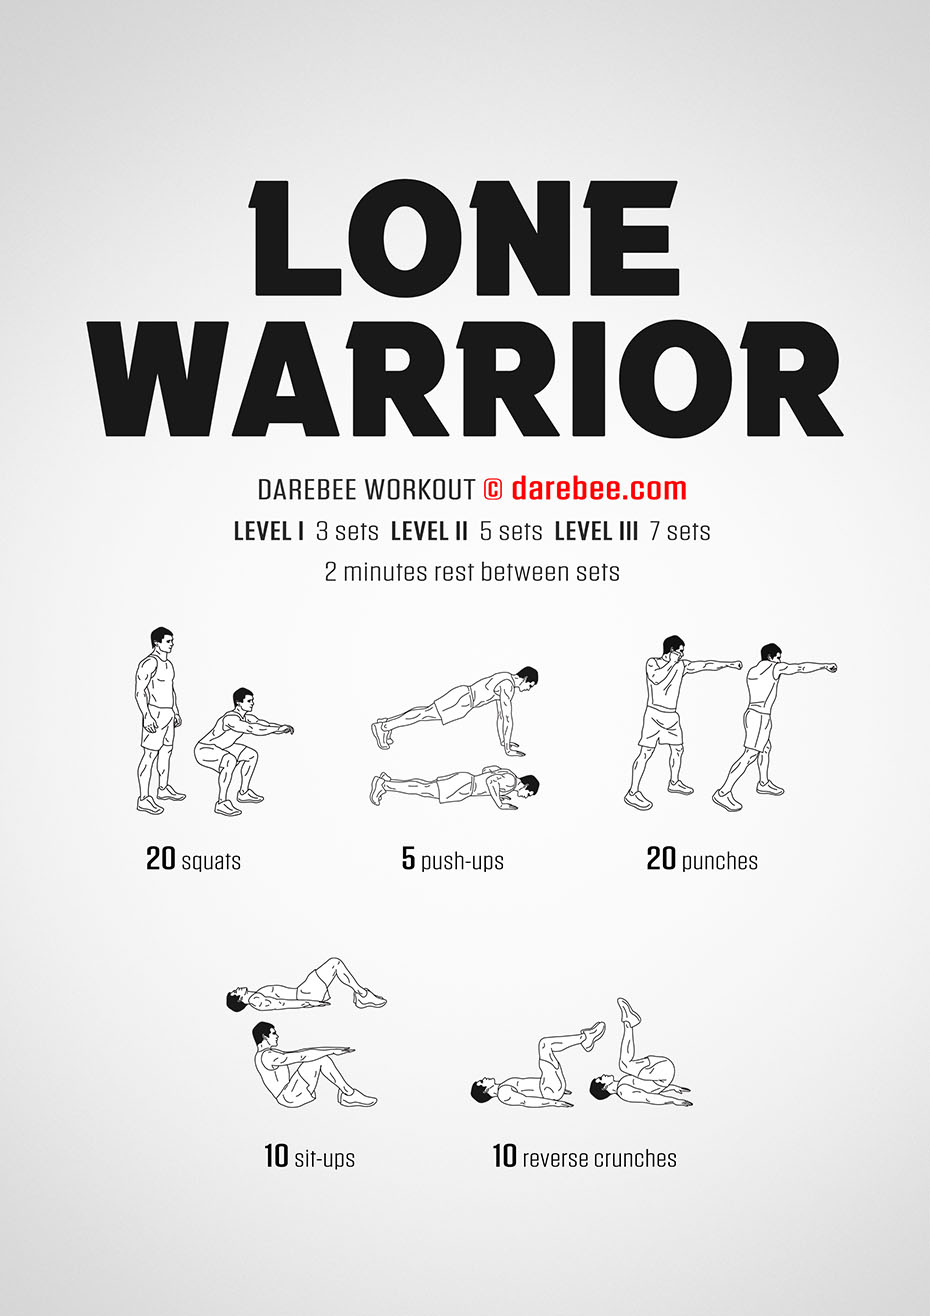 LONE
WARRIOR
DAREBEE WORKOUT © darebee.com
LEVEL I 3 sets LEVEL II 5 sets LEVEL III 7 sets
2 minutes rest between sets
20 squats
5 push-ups
20 punches
10 sit-ups
10 reverse crunches